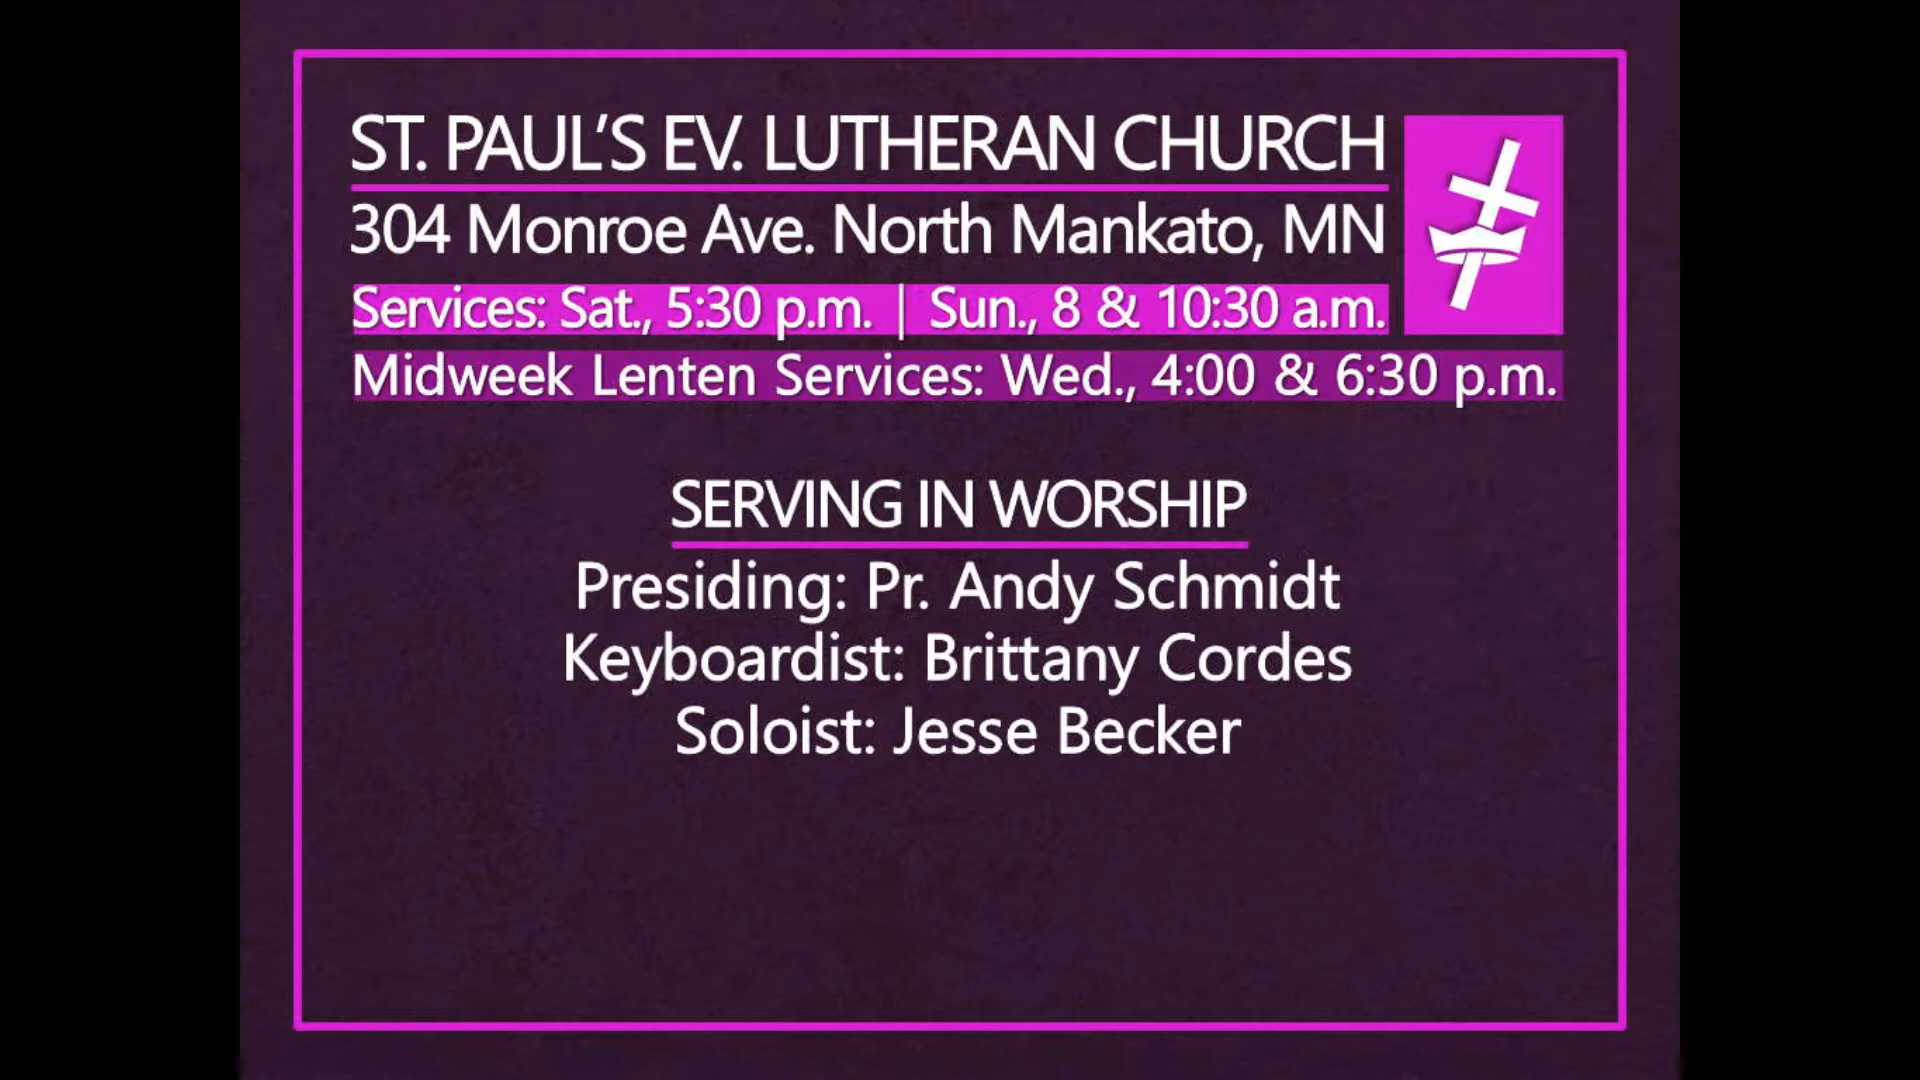 ST. PAUL’S EV. LUTHERAN CHURCH
304 Monroe Ave. North Mankato, MN
Services: Sat., 5:30 p.m. | Sun., 8 & 10:30 a.m.
Midweek Lenten Services: Wed., 4:00 & 6:30 p.m.
SERVING IN WORSHIP
Presiding: Pr. Andy Schmidt
Keyboardist: Brittany Cordes
Soloist: Jesse Becker